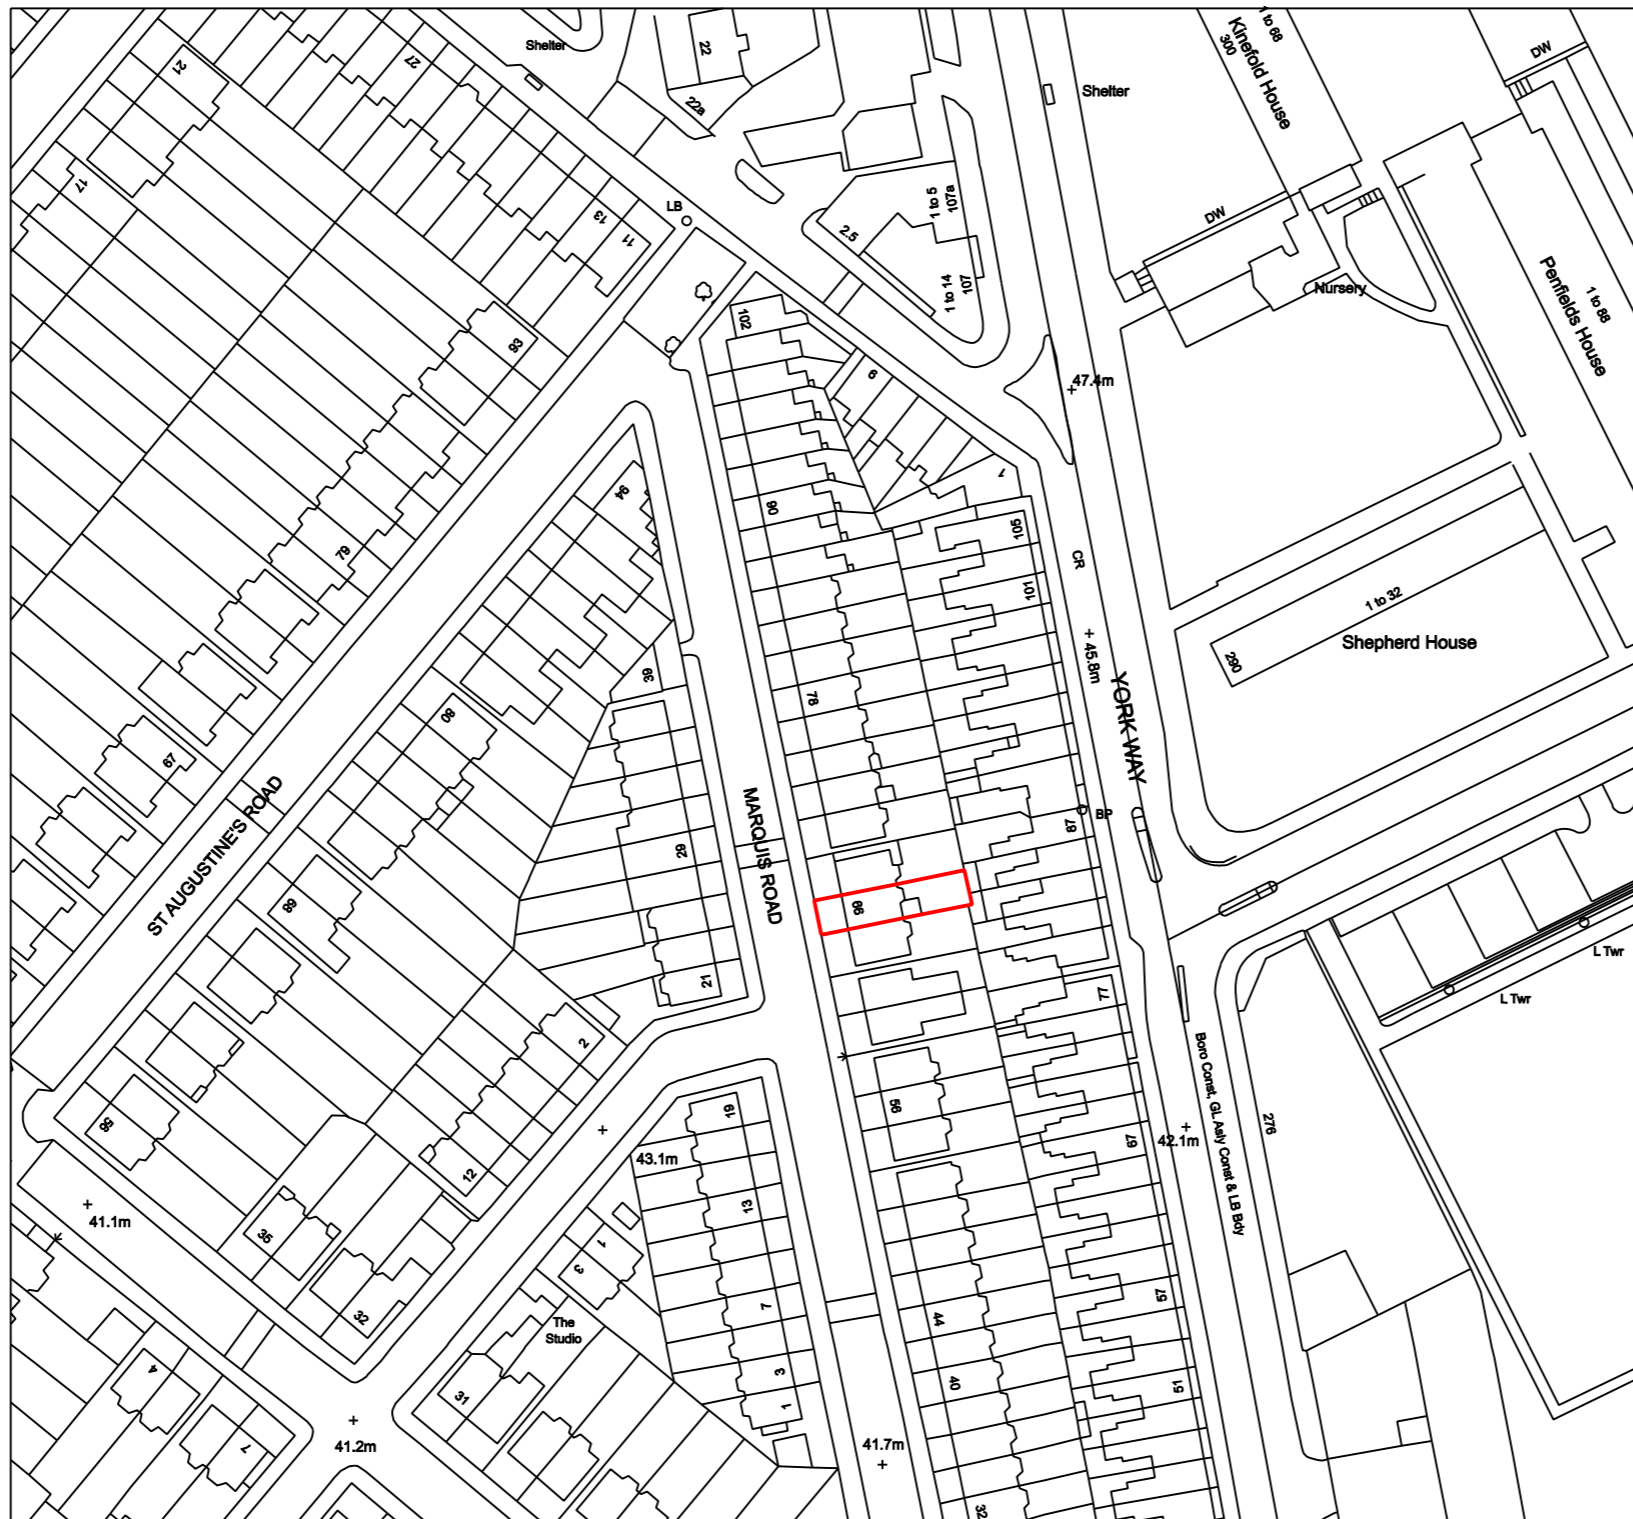 Shelter
22
22a
27
21
17
13
11
LB
Shelter
1 to 68
Kinefold House
300
DW
DW
Nursery
Penfields House
1 to 88
2.5
1 to 5
107a
1 to 14
107
102
93
9
47.4m
1
94
90
105
CR
101
79
1 to 32
Shepherd House
290
39
78
45.8m
YORK WAY
80
67
ST AUGUSTINE'S ROAD
MARQUIS ROAD
29
87
BP
68
66
21
77
L Twr
L Twr
2
56
Boro Const, GL Asly Const & LB Bdy
276
19
58
12
43.1m
67
42.1m
41.1m
35
13
1
3
32
The
Studio
7
44
57
4
31
3
40
51
1
7
41.2m
41.7m
32